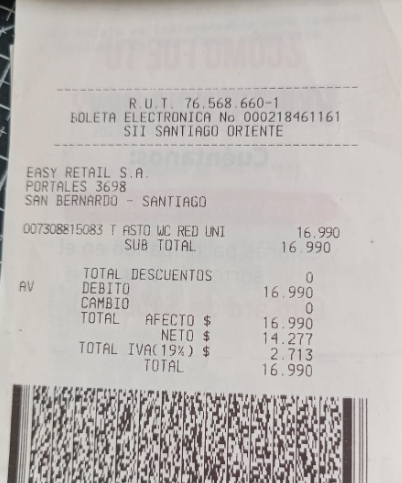 R.U.T. 76.568.660-1
BOLETA ELECTRONICA No 000218461161
SII SANTIAGO ORIENTE
EASY RETAIL S.A.
PORTALES 3698
SAN BERNARDO - SANTIAGO
007308815083 T ASTO WC RED UNI 16.990
SUB TOTAL 16.990
TOTAL DESCUENTOS 0
AV DEBITO 16.990
CAMBIO 0
TOTAL AFECTO $ 16.990
NETO $ 14.277
TOTAL IVA(19%) $ 2.713
TOTAL 16.990